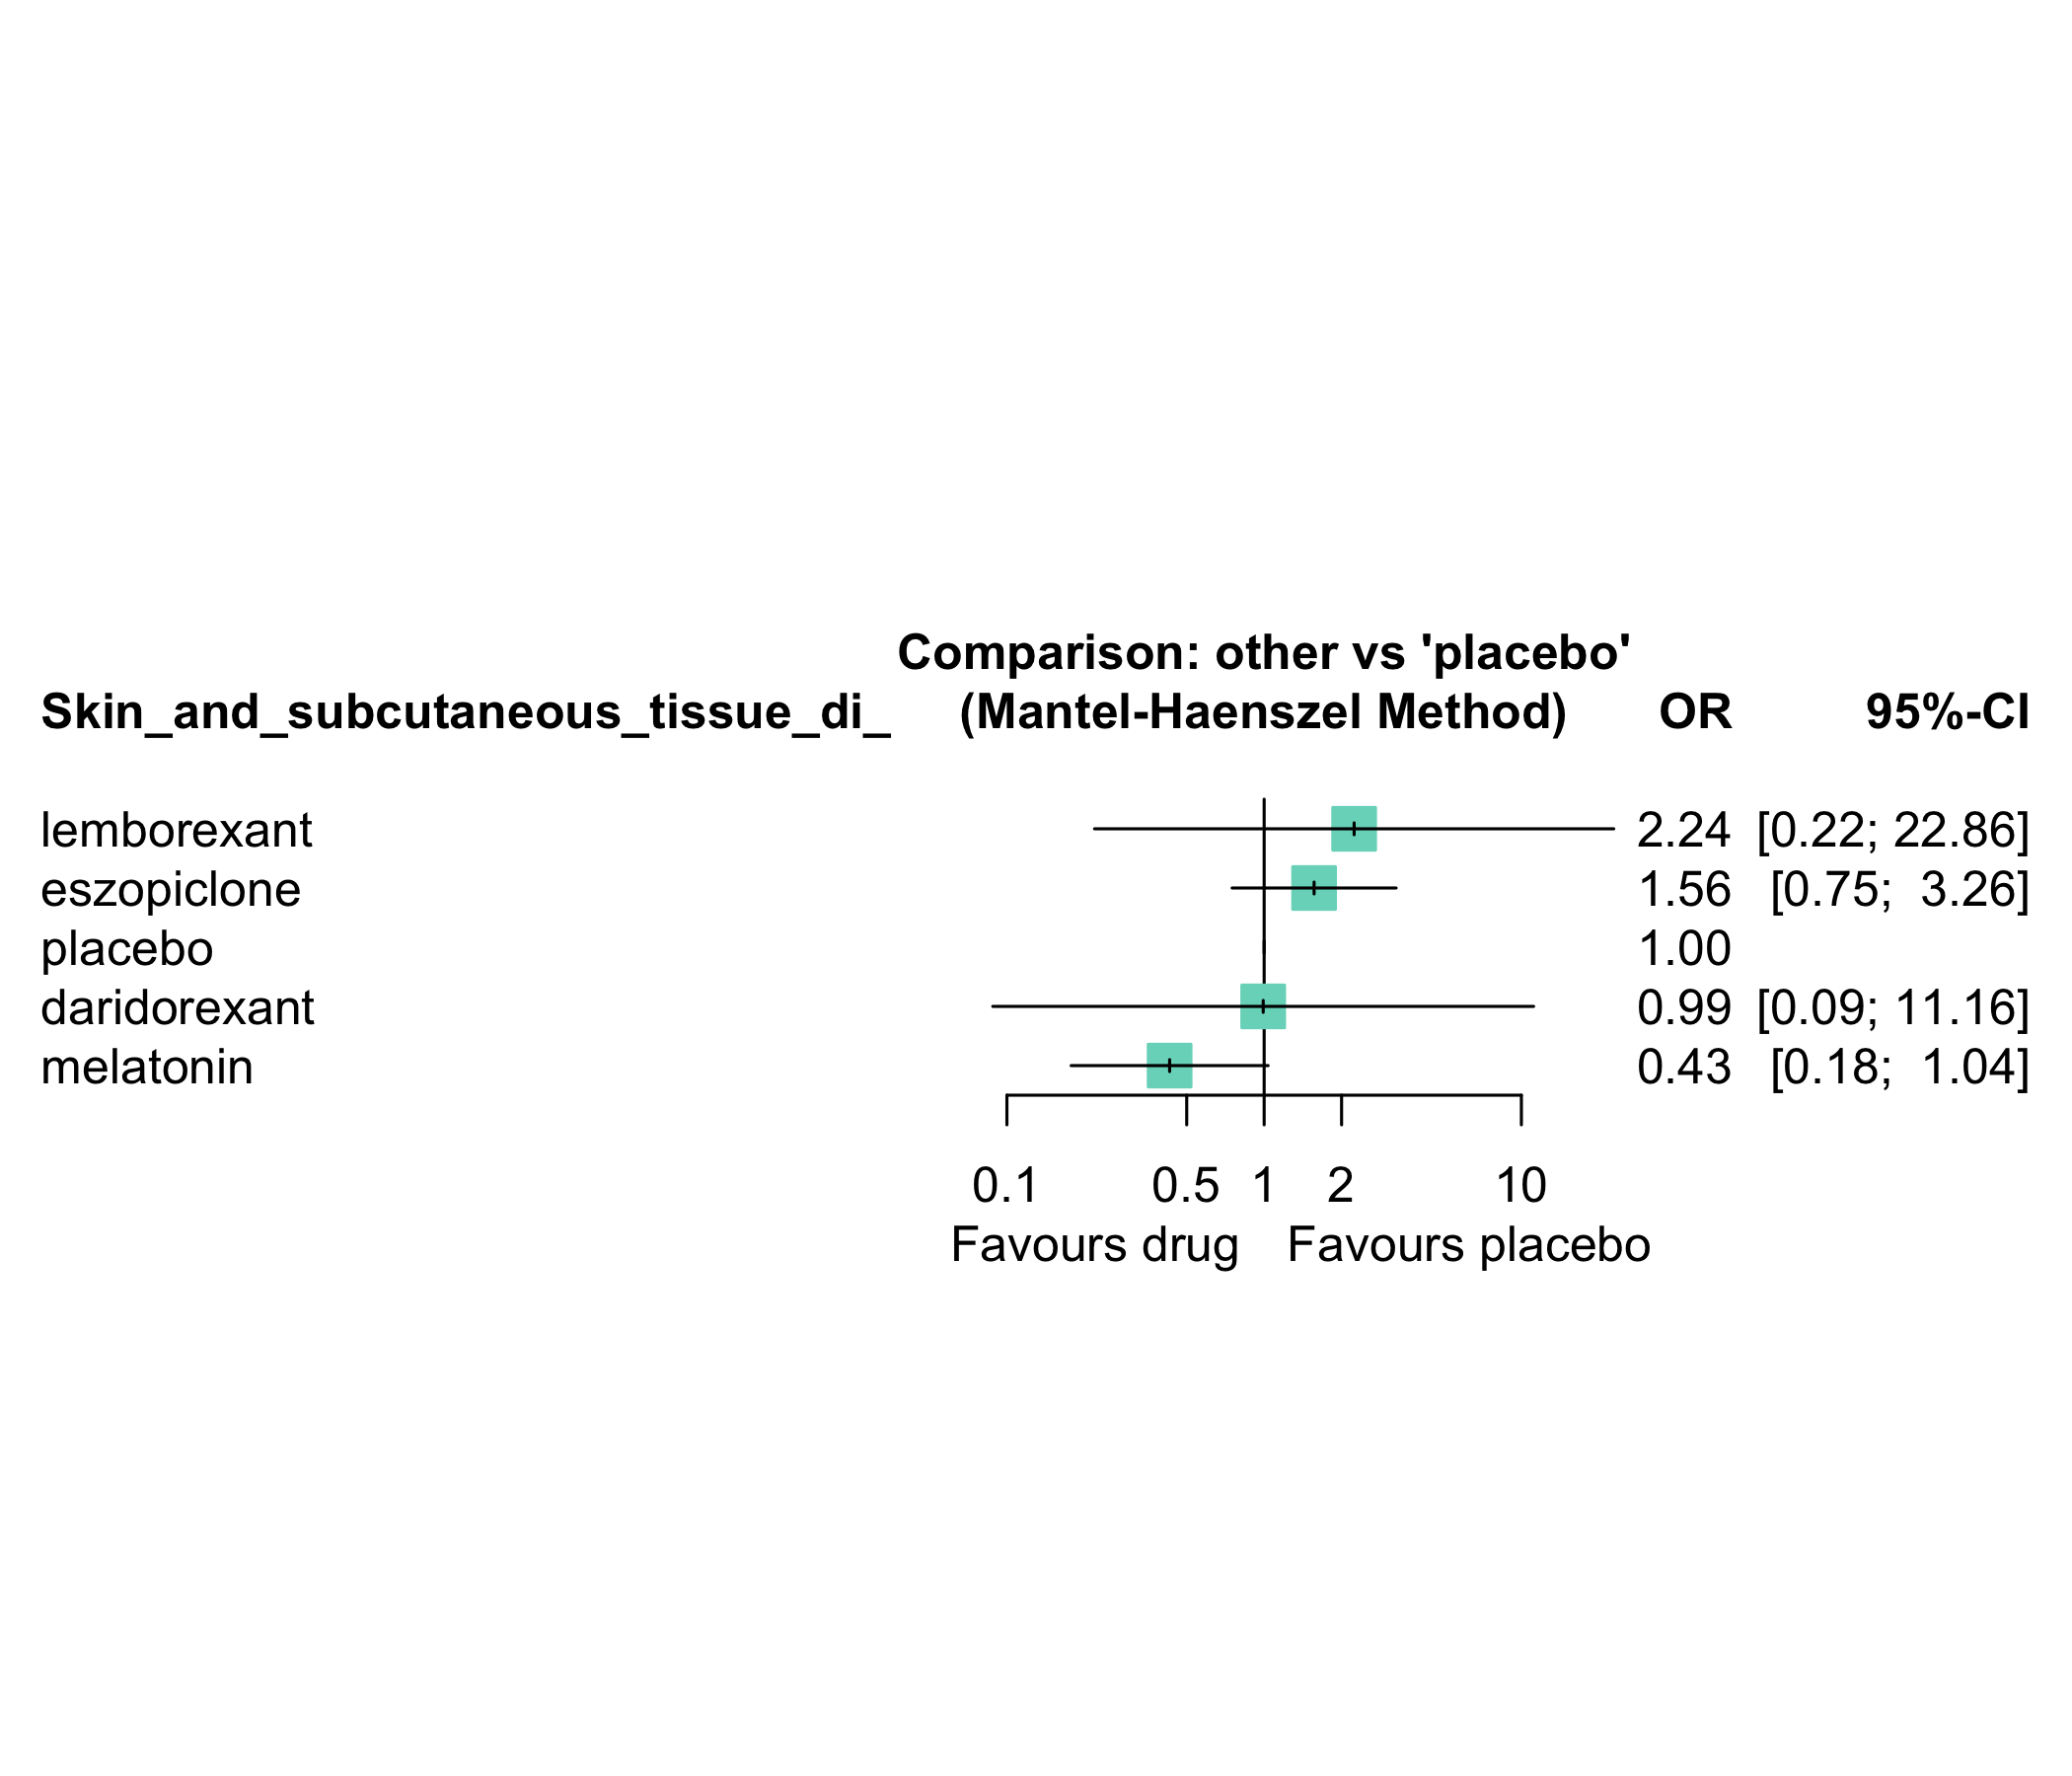 Comparison: other vs 'placebo'
Skin_and_subcutaneous_tissue_di_ (Mantel-Haenszel Method) OR 95%-CI
lemborexant 2.24 [0.22; 22.86]
eszopiclone 1.56 [0.75; 3.26]
placebo 1.00
daridorexant 0.99 [0.09; 11.16]
melatonin 0.43 [0.18; 1.04]
0.1 0.5 1 2 10
Favours drug Favours placebo